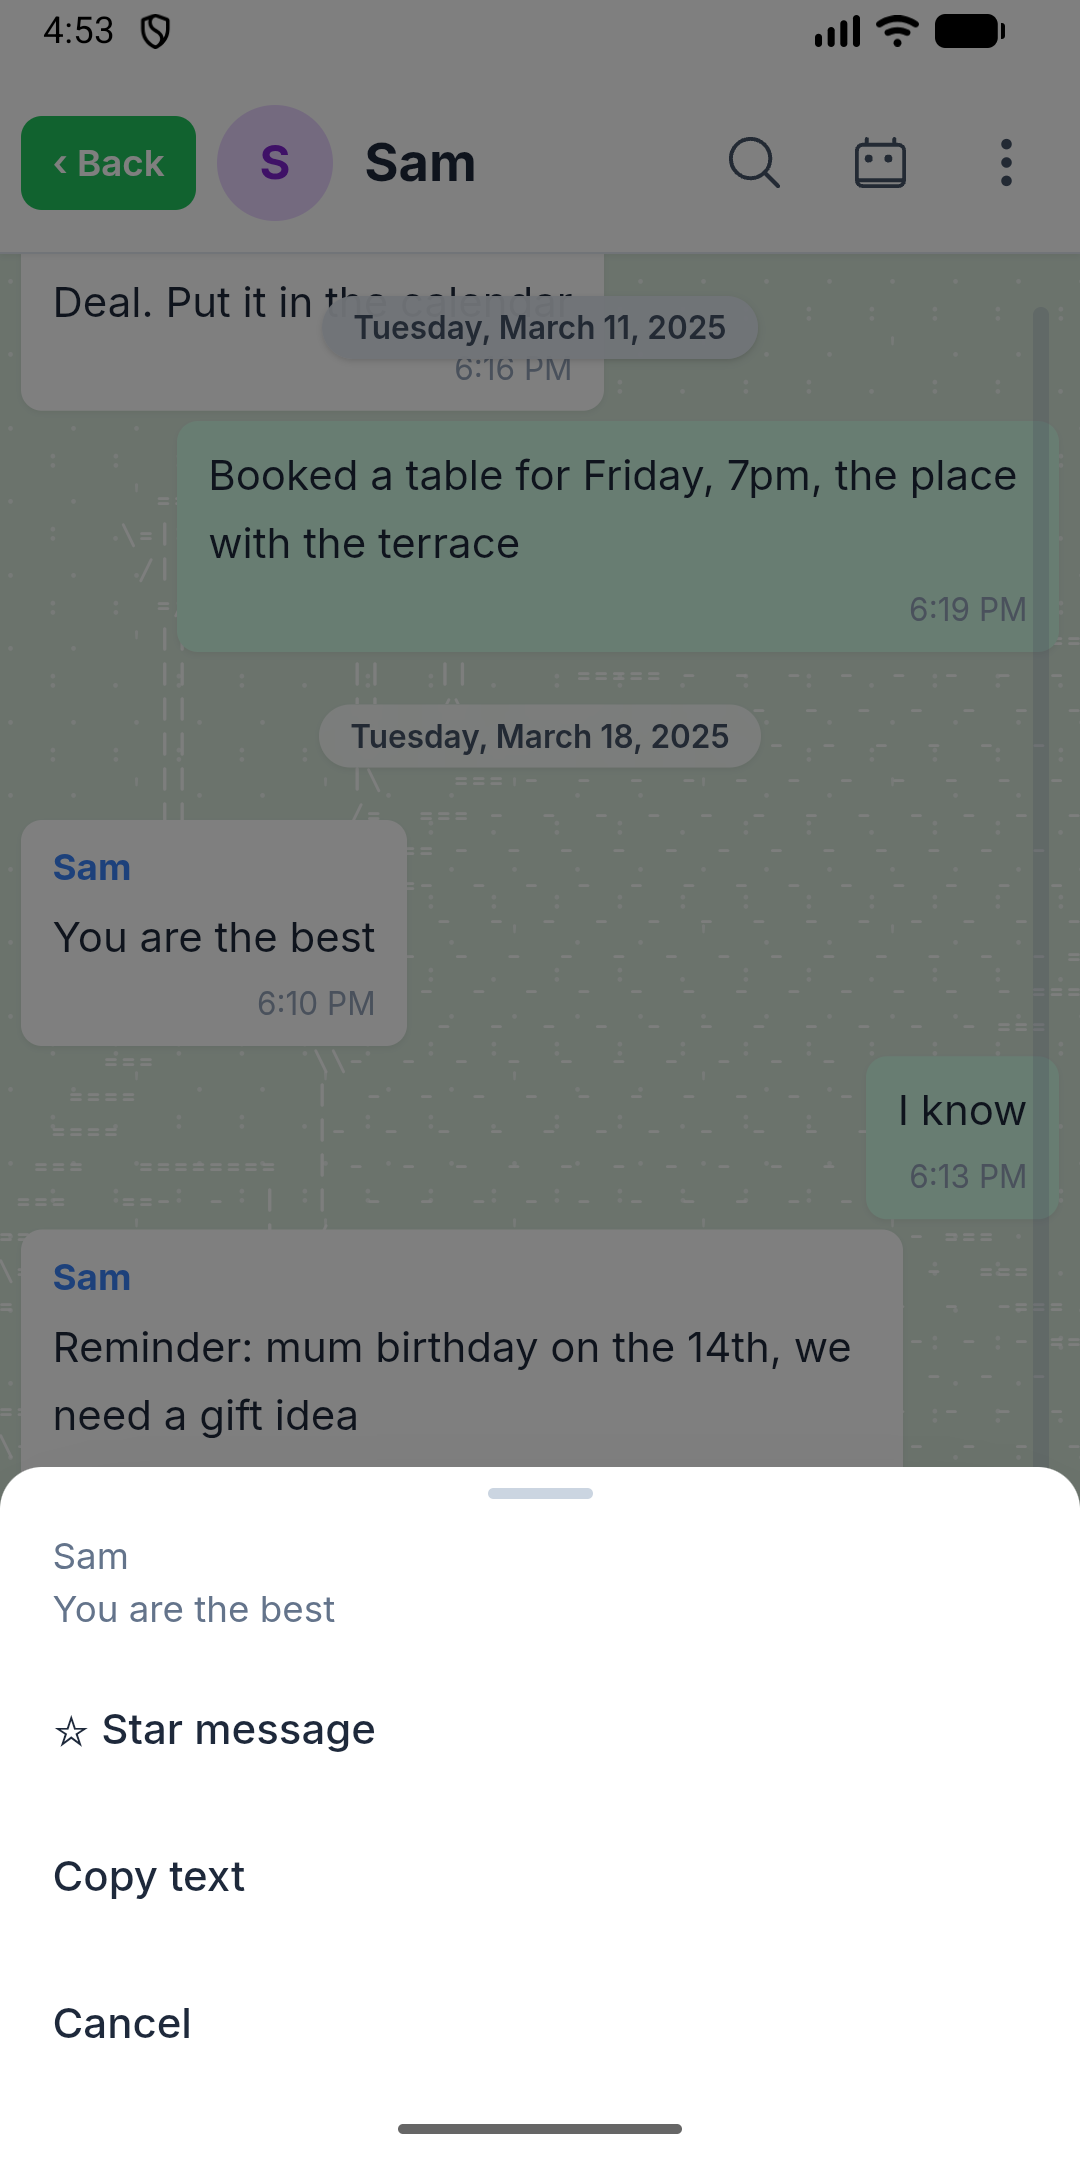 4:53
‹ Back
S
Sam
Deal. Put it in the calendar
Tuesday, March 11, 2025
6:16 PM
Booked a table for Friday, 7pm, the place
with the terrace
6:19 PM
Tuesday, March 18, 2025
Sam
You are the best
6:10 PM
I know
6:13 PM
Sam
Reminder: mum birthday on the 14th, we
need a gift idea
Sam
You are the best
☆ Star message
Copy text
Cancel